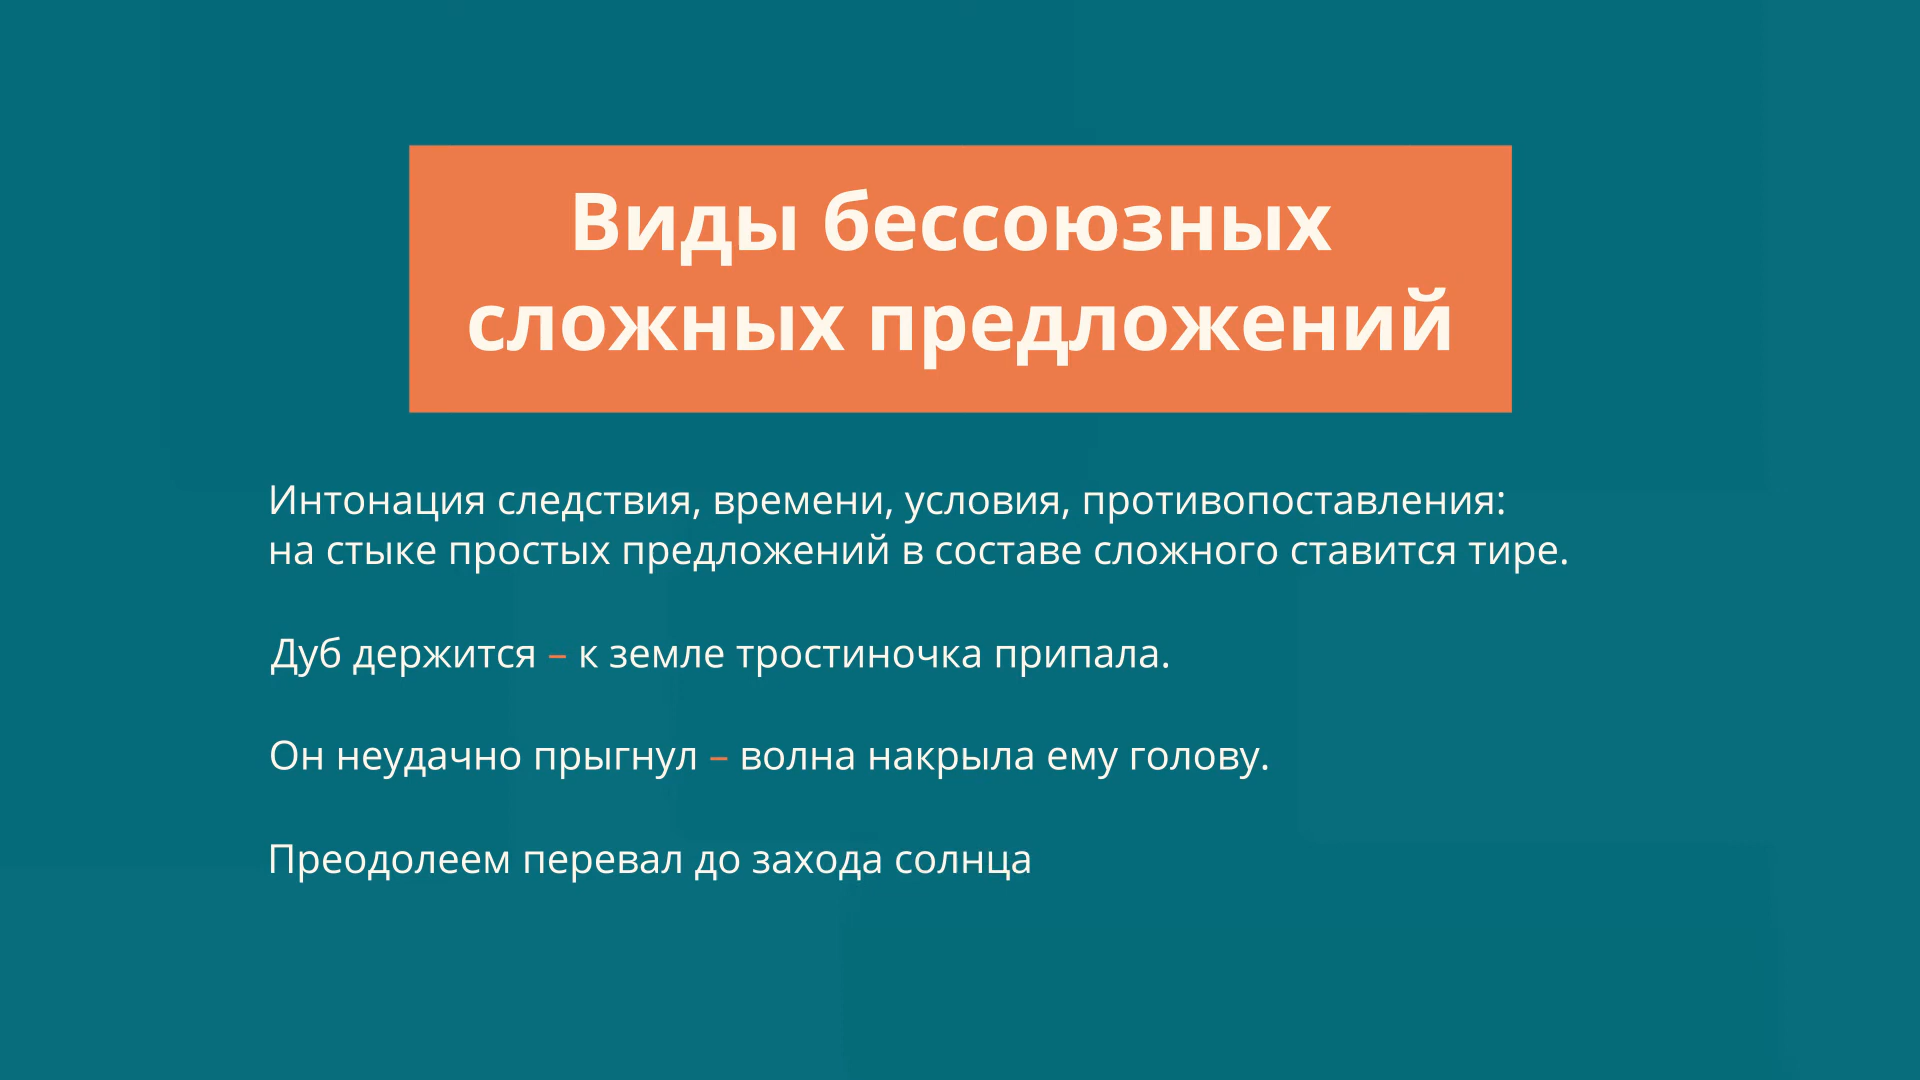 Виды бессоюзных
сложных предложений
Интонация следствия, времени, условия, противопоставления:
на стыке простых предложений в составе сложного ставится тире.
Дуб держится – к земле тростиночка припала.
Он неудачно прыгнул – волна накрыла ему голову.
Преодолеем перевал до захода солнца